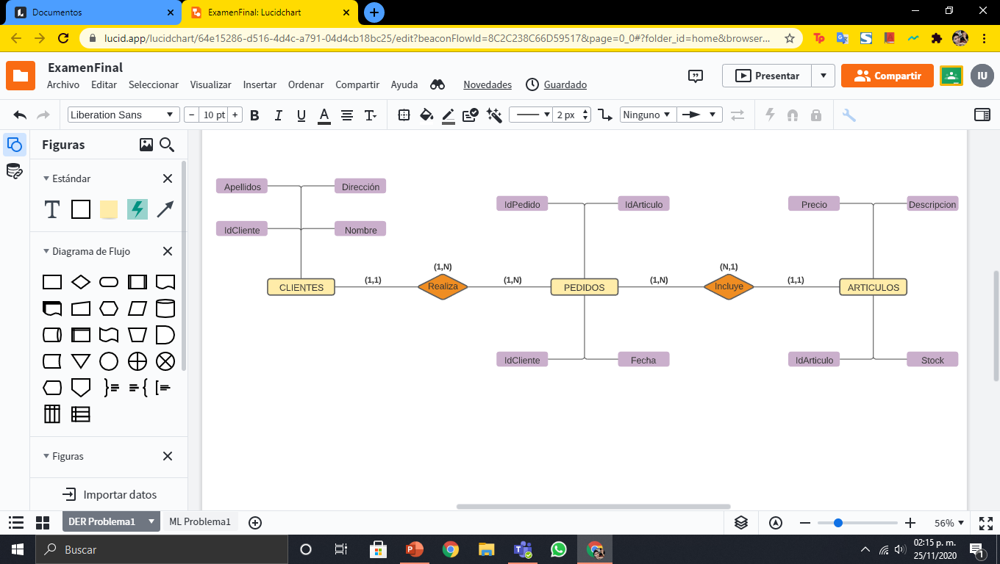 Documentos
ExamenFinal: Lucidchart
lucid.app/lucidchart/64e15286-d516-4d4c-a791-04d4cb18bc25/edit?beaconFlowId=8C2C238C66D59517&page=0_0#?folder_id=home&browser...
ExamenFinal
Archivo Editar Seleccionar Visualizar Insertar Ordenar Compartir Ayuda Novedades Guardado
Presentar
Compartir
IU
Liberation Sans − 10 pt + B I U A T 2 px Ninguno
Figuras
Estándar
T
Diagrama de Flujo
Figuras
Importar datos
Apellidos Dirección
IdCliente Nombre
IdPedido IdArticulo
Precio Descripcion
(1,N) (N,1)
(1,1) (1,N) (1,N) (1,1)
CLIENTES Realiza PEDIDOS Incluye ARTICULOS
IdCliente Fecha
IdArticulo Stock
DER Problema1 ML Problema1
56%
Buscar
02:15 p. m.
25/11/2020
1